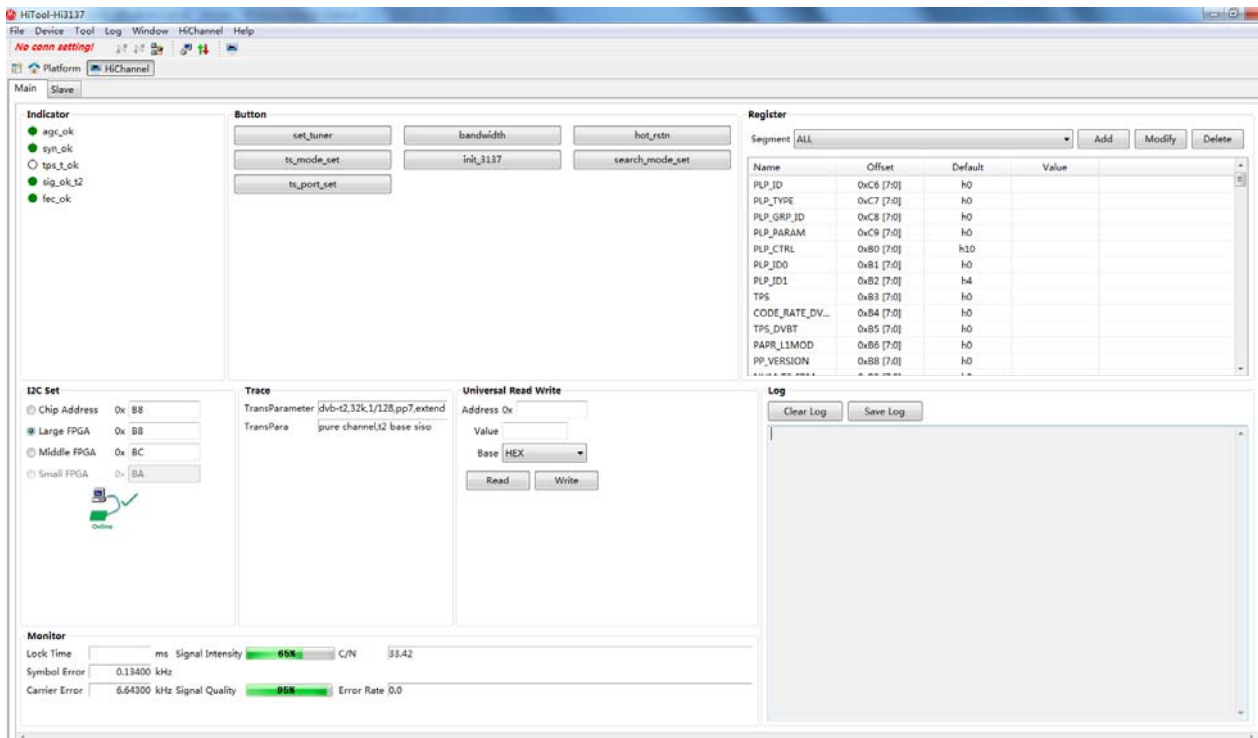 HiTool-Hi3137
File Device Tool Log Window HiChannel Help
No conn setting!
Platform HiChannel
Main Slave
Indicator
agc_ok
syn_ok
tps_t_ok
sig_ok_t2
fec_ok
Button
set_tuner bandwidth hot_rstn
ts_mode_set init_3137 search_mode_set
ts_port_set
Register
Segment ALL Add Modify Delete
Name Offset Default Value
PLP_ID 0xC6 [7:0] h0
PLP_TYPE 0xC7 [7:0] h0
PLP_GRP_ID 0xC8 [7:0] h0
PLP_PARAM 0xC9 [7:0] h0
PLP_CTRL 0xB0 [7:0] h10
PLP_ID0 0xB1 [7:0] h0
PLP_ID1 0xB2 [7:0] h4
TPS 0xB3 [7:0] h0
CODE_RATE_DV... 0xB4 [7:0] h0
TPS_DVBT 0xB5 [7:0] h0
PAPR_L1MOD 0xB6 [7:0] h0
PP_VERSION 0xB8 [7:0] h0
I2C Set
Chip Address 0x B8
Large FPGA 0x B8
Middle FPGA 0x BC
Small FPGA 0x BA
Online
Trace
TransParameter dvb-t2,32k,1/128,pp7,extend
TransPara pure channel,t2 base siso
Universal Read Write
Address 0x
Value
Base HEX
Read Write
Log
Clear Log Save Log
Monitor
Lock Time ms Signal Intensity 65% C/N 33.42
Symbol Error 0.13400 kHz
Carrier Error 6.64300 kHz Signal Quality 95% Error Rate 0.0